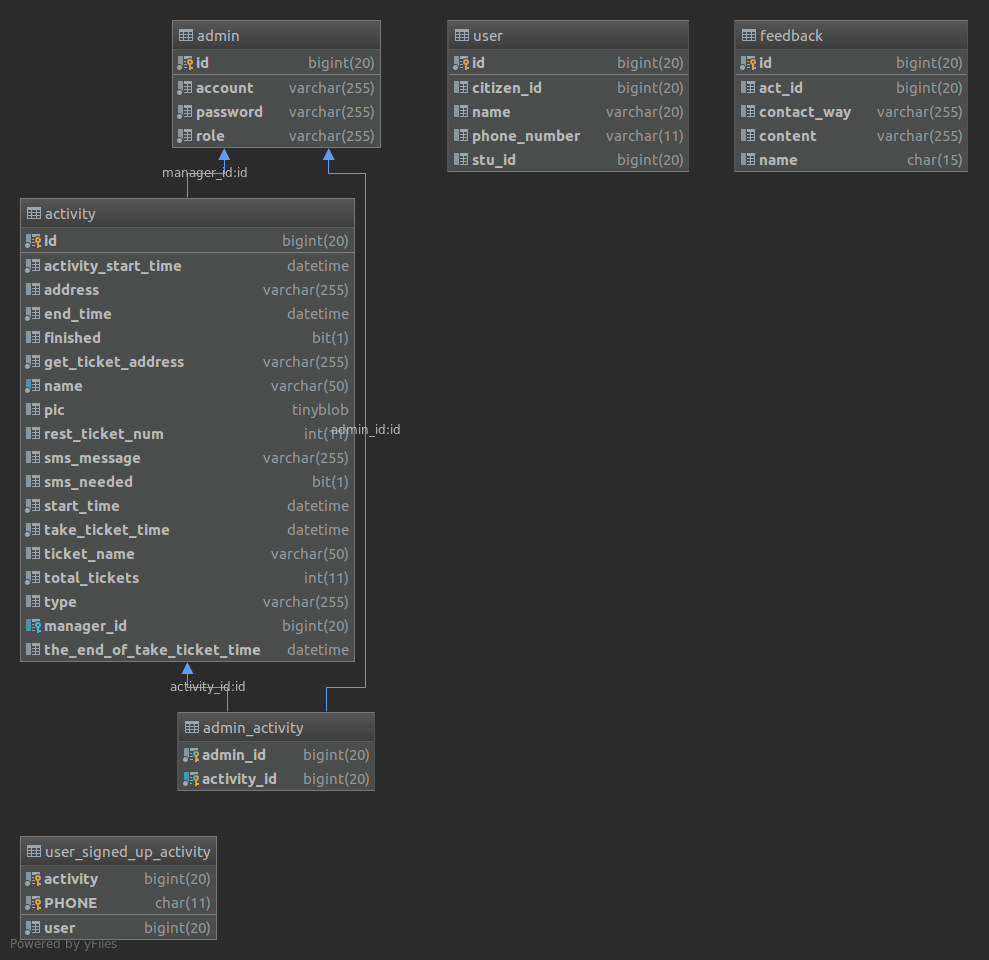 admin
id bigint(20)
account varchar(255)
password varchar(255)
role varchar(255)
user
id bigint(20)
citizen_id bigint(20)
name varchar(20)
phone_number varchar(11)
stu_id bigint(20)
feedback
id bigint(20)
act_id bigint(20)
contact_way varchar(255)
content varchar(255)
name char(15)
manager_id:id
activity
id bigint(20)
activity_start_time datetime
address varchar(255)
end_time datetime
finished bit(1)
get_ticket_address varchar(255)
name varchar(50)
pic tinyblob
rest_ticket_num int(11)
admin_id:id
sms_message varchar(255)
sms_needed bit(1)
start_time datetime
take_ticket_time datetime
ticket_name varchar(50)
total_tickets int(11)
type varchar(255)
manager_id bigint(20)
the_end_of_take_ticket_time datetime
activity_id:id
admin_activity
admin_id bigint(20)
activity_id bigint(20)
user_signed_up_activity
activity bigint(20)
PHONE char(11)
user bigint(20)
Powered by yFiles